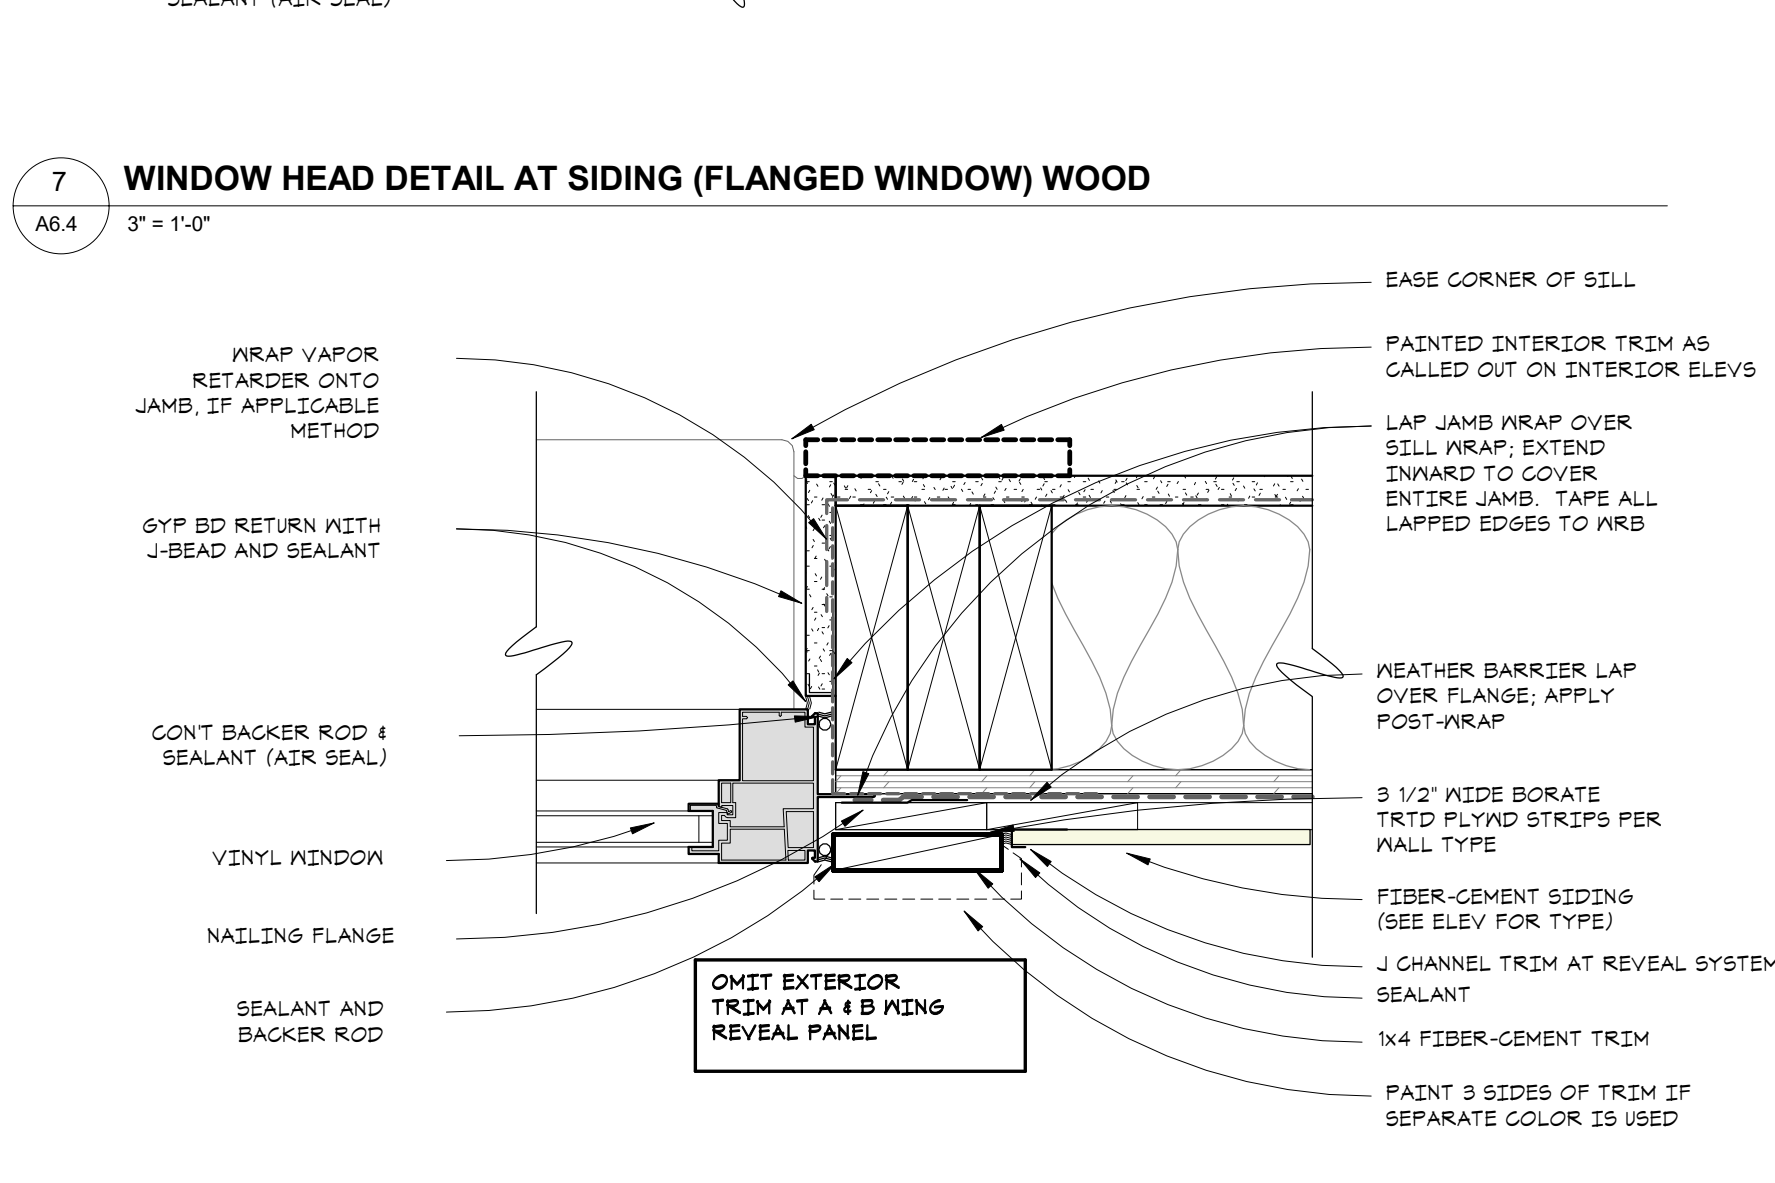 SEALANT (AIR SEAL)
7
A6.4
WINDOW HEAD DETAIL AT SIDING (FLANGED WINDOW) WOOD
3" = 1'-0"
WRAP VAPOR
RETARDER ONTO
JAMB, IF APPLICABLE
METHOD
GYP BD RETURN WITH
J-BEAD AND SEALANT
CON'T BACKER ROD &
SEALANT (AIR SEAL)
VINYL WINDOW
NAILING FLANGE
SEALANT AND
BACKER ROD
OMIT EXTERIOR
TRIM AT A & B WING
REVEAL PANEL
EASE CORNER OF SILL
PAINTED INTERIOR TRIM AS
CALLED OUT ON INTERIOR ELEVS
LAP JAMB WRAP OVER
SILL WRAP; EXTEND
INWARD TO COVER
ENTIRE JAMB. TAPE ALL
LAPPED EDGES TO WRB
WEATHER BARRIER LAP
OVER FLANGE; APPLY
POST-WRAP
3 1/2" WIDE BORATE
TRTD PLYWD STRIPS PER
WALL TYPE
FIBER-CEMENT SIDING
(SEE ELEV FOR TYPE)
J CHANNEL TRIM AT REVEAL SYSTEM
SEALANT
1x4 FIBER-CEMENT TRIM
PAINT 3 SIDES OF TRIM IF
SEPARATE COLOR IS USED